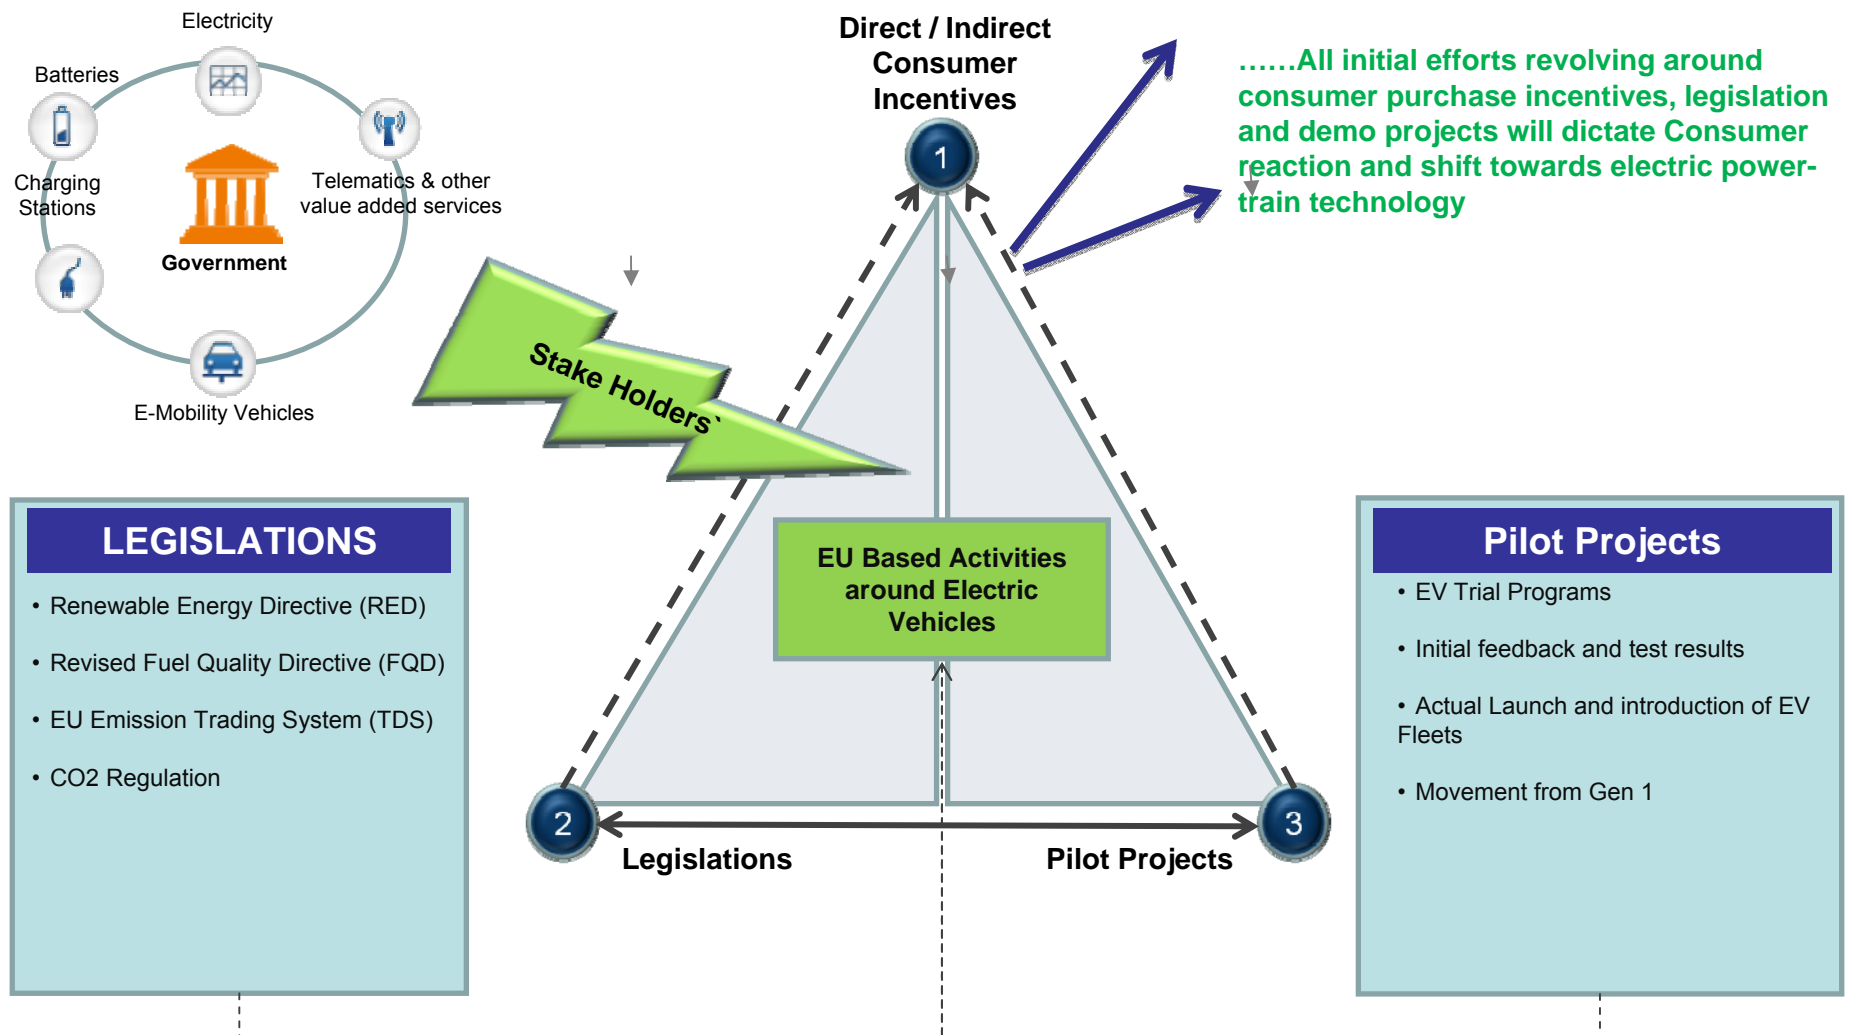 Electricity
Batteries
Charging
Stations
Telematics & other
value added services
Government
E-Mobility Vehicles
Direct / Indirect
Consumer
Incentives
1
……All initial efforts revolving around
consumer purchase incentives, legislation
and demo projects will dictate Consumer
reaction and shift towards electric power-
train technology
Stake Holders`
EU Based Activities
around Electric
Vehicles
2
3
Legislations
Pilot Projects
LEGISLATIONS
• Renewable Energy Directive (RED)
• Revised Fuel Quality Directive (FQD)
• EU Emission Trading System (TDS)
• CO2 Regulation
Pilot Projects
• EV Trial Programs
• Initial feedback and test results
• Actual Launch and introduction of EV
Fleets
• Movement from Gen 1